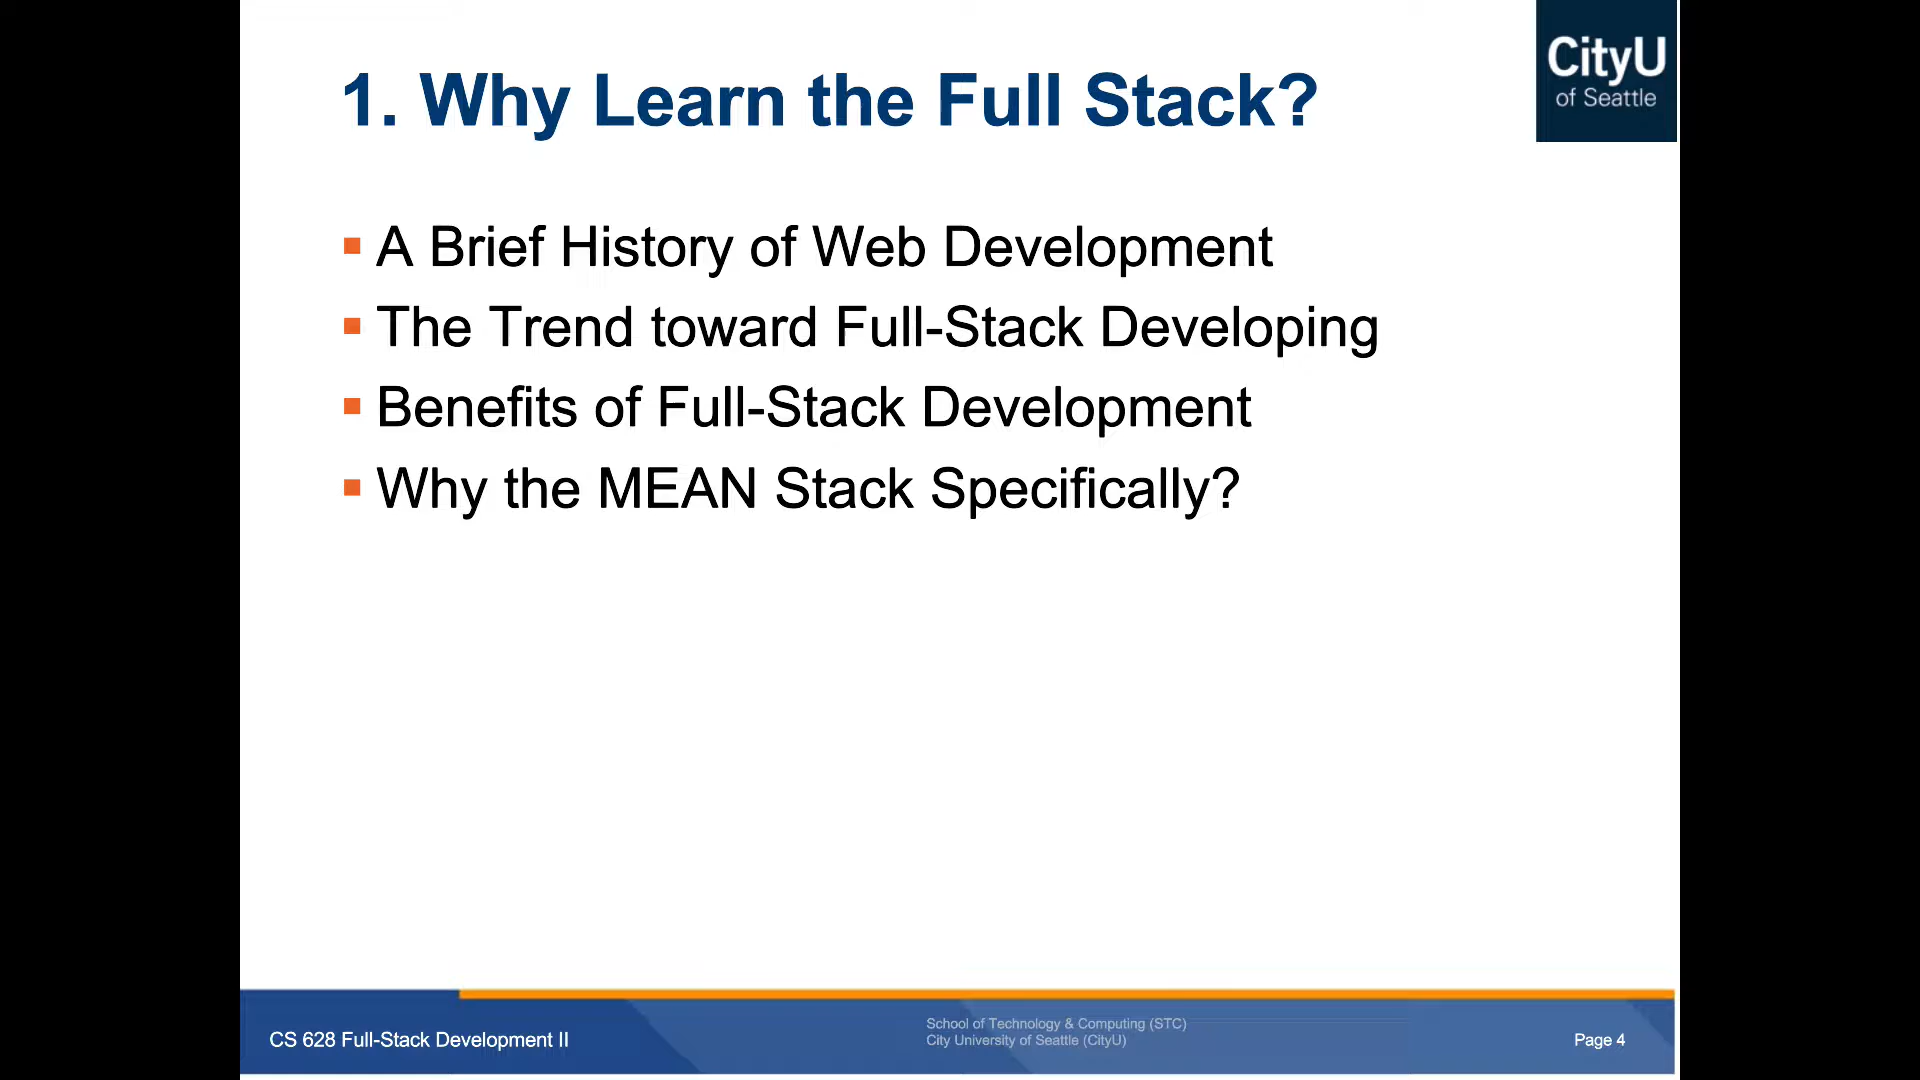 CityU
of Seattle
1. Why Learn the Full Stack?
▪ A Brief History of Web Development
▪ The Trend toward Full-Stack Developing
▪ Benefits of Full-Stack Development
▪ Why the MEAN Stack Specifically?
CS 628 Full-Stack Development II
School of Technology & Computing (STC)
City University of Seattle (CityU)
Page 4